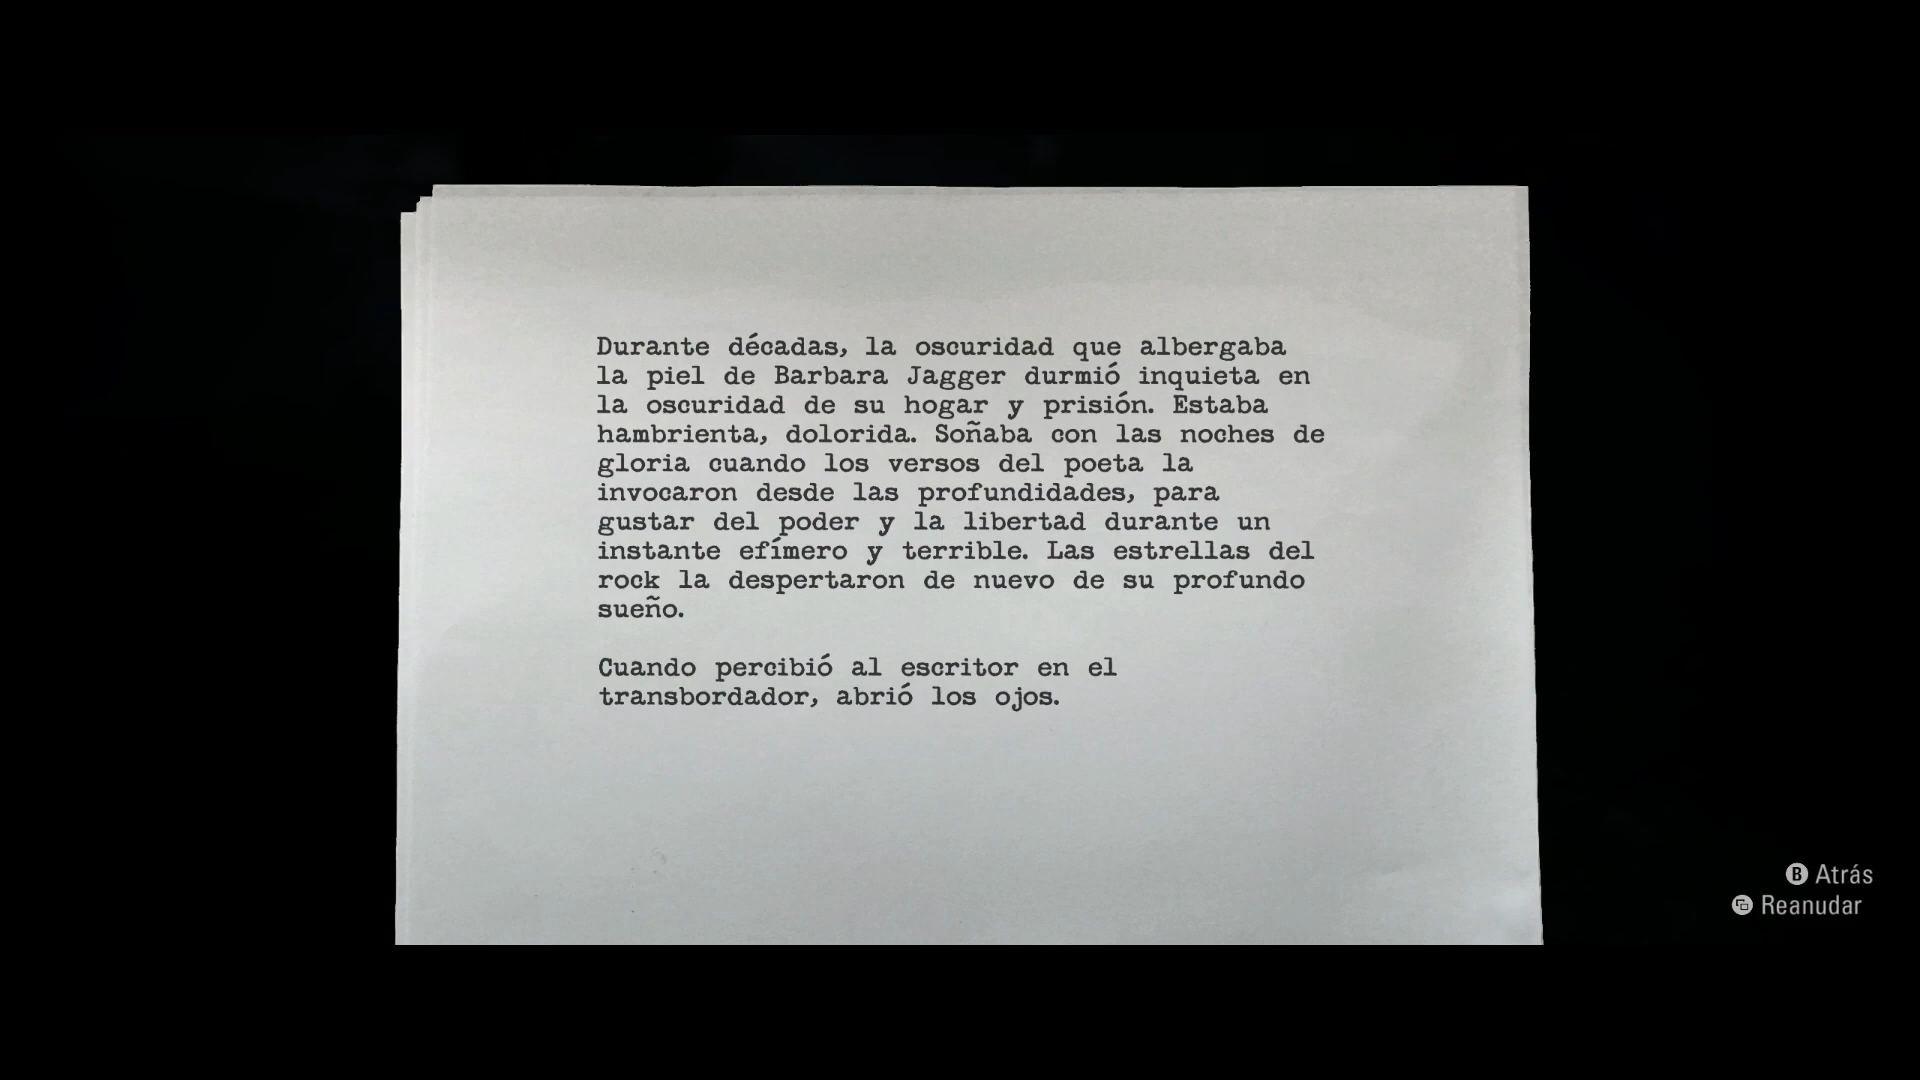 Durante décadas, la oscuridad que albergaba
la piel de Barbara Jagger durmió inquieta en
la oscuridad de su hogar y prisión. Estaba
hambrienta, dolorida. Soñaba con las noches de
gloria cuando los versos del poeta la
invocaron desde las profundidades, para
gustar del poder y la libertad durante un
instante efímero y terrible. Las estrellas del
rock la despertaron de nuevo de su profundo
sueño.
Cuando percibió al escritor en el
transbordador, abrió los ojos.
B Atrás
Reanudar